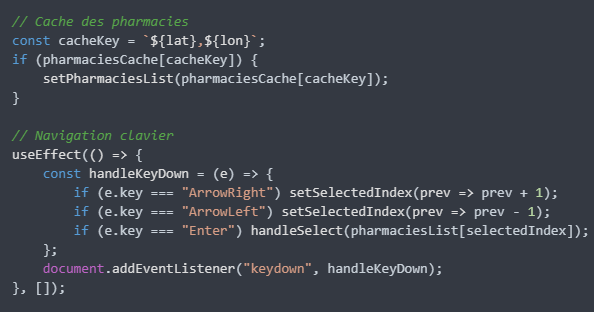 // Cache des pharmacies
const cacheKey = `${lat},${lon}`;
if (pharmaciesCache[cacheKey]) {
    setPharmaciesList(pharmaciesCache[cacheKey]);
}

// Navigation clavier
useEffect(() => {
    const handleKeyDown = (e) => {
        if (e.key === "ArrowRight") setSelectedIndex(prev => prev + 1);
        if (e.key === "ArrowLeft") setSelectedIndex(prev => prev - 1);
        if (e.key === "Enter") handleSelect(pharmaciesList[selectedIndex]);
    };
    document.addEventListener("keydown", handleKeyDown);
}, []);